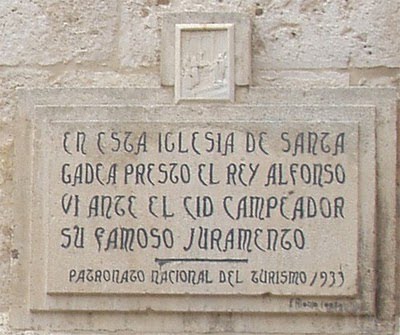 EN ESTA IGLESIA DE SANTA
GADEA PRESTO EL REY ALFONSO
VI ANTE EL CID CAMPEADOR
SU FAMOSO JURAMENTO
PATRONATO NACIONAL DEL TURISMO/1933